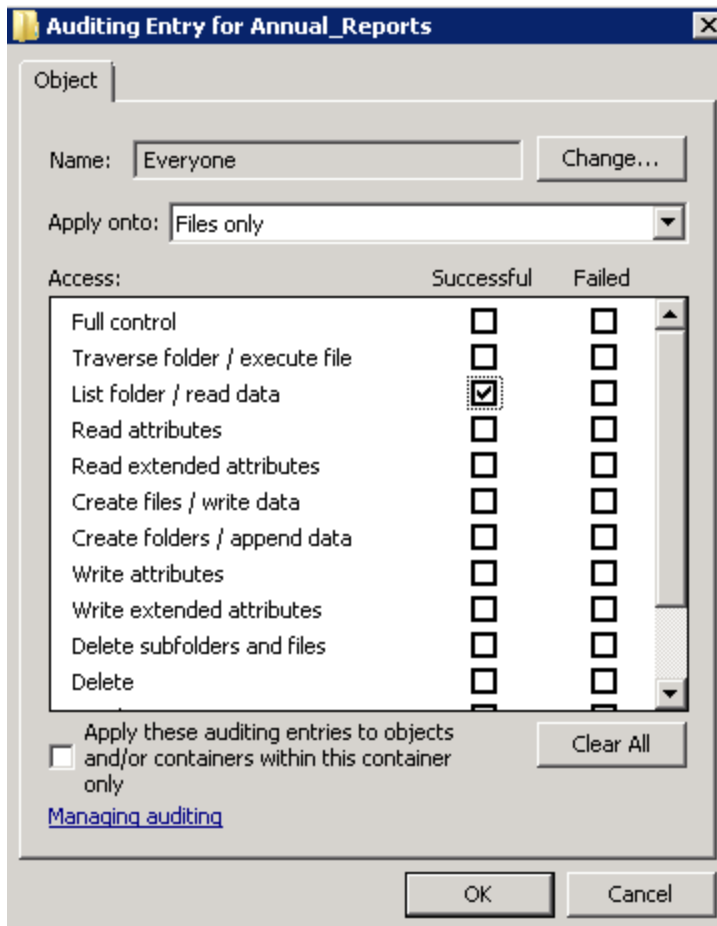 Auditing Entry for Annual_Reports
Object
Name: Everyone Change...
Apply onto: Files only
Access: Successful Failed
Full control
Traverse folder / execute file
List folder / read data
Read attributes
Read extended attributes
Create files / write data
Create folders / append data
Write attributes
Write extended attributes
Delete subfolders and files
Delete
Apply these auditing entries to objects
and/or containers within this container
only
Clear All
Managing auditing
OK Cancel